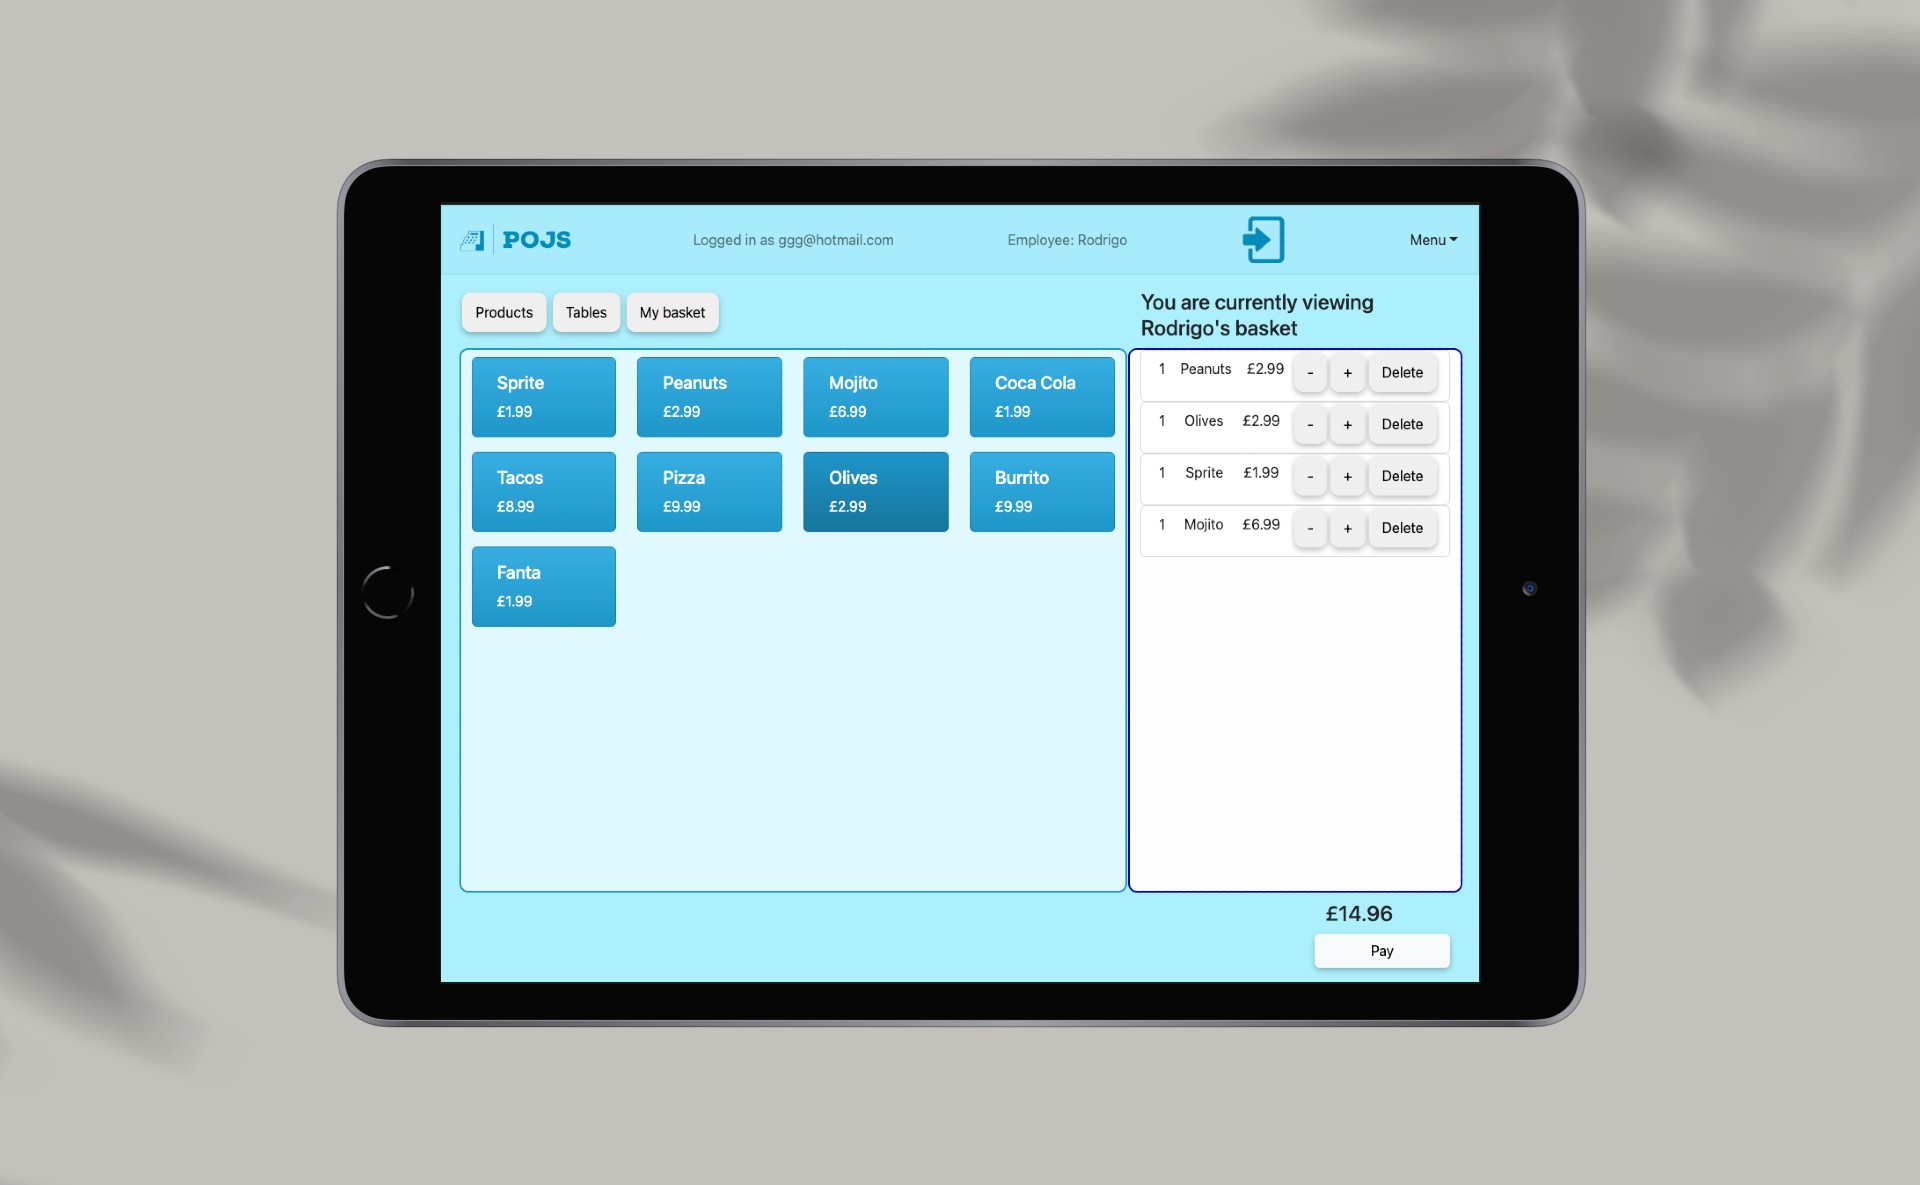 POJS
Logged in as ggg@hotmail.com
Employee: Rodrigo
Menu
Products
Tables
My basket
You are currently viewing
Rodrigo's basket
Sprite
£1.99
Peanuts
£2.99
Mojito
£6.99
Coca Cola
£1.99
Tacos
£8.99
Pizza
£9.99
Olives
£2.99
Burrito
£9.99
Fanta
£1.99
1 Peanuts £2.99 - + Delete
1 Olives £2.99 - + Delete
1 Sprite £1.99 - + Delete
1 Mojito £6.99 - + Delete
£14.96
Pay